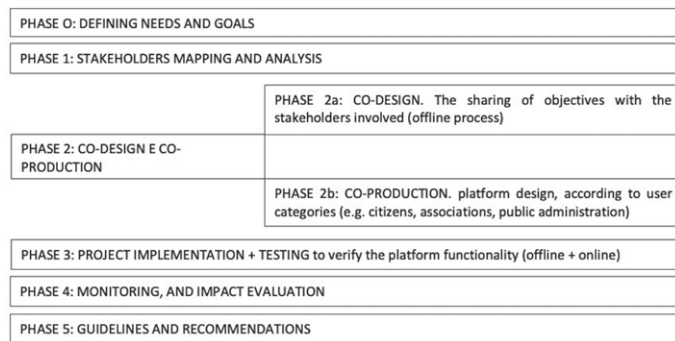 PHASE O: DEFINING NEEDS AND GOALS
PHASE 1: STAKEHOLDERS MAPPING AND ANALYSIS
PHASE 2a: CO-DESIGN. The sharing of objectives with the
stakeholders involved (offline process)
PHASE 2: CO-DESIGN E CO-
PRODUCTION
PHASE 2b: CO-PRODUCTION. platform design, according to user
categories (e.g. citizens, associations, public administration)
PHASE 3: PROJECT IMPLEMENTATION + TESTING to verify the platform functionality (offline + online)
PHASE 4: MONITORING, AND IMPACT EVALUATION
PHASE 5: GUIDELINES AND RECOMMENDATIONS